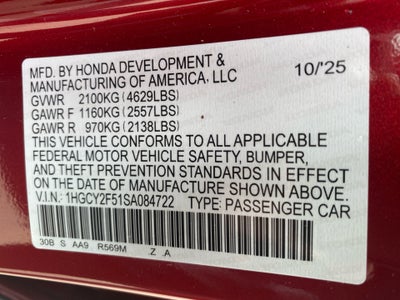 MFD. BY HONDA DEVELOPMENT &
MANUFACTURING OF AMERICA, LLC 10/'25
GVWR 2100KG(4629LBS)
GAWR F 1160KG(2557LBS)
GAWR R 970KG(2138LBS)
THIS VEHICLE CONFORMS TO ALL APPLICABLE
FEDERAL MOTOR VEHICLE SAFETY, BUMPER,
AND THEFT PREVENTION STANDARDS IN EFFECT
ON THE DATE OF MANUFACTURE SHOWN ABOVE.
V.I.N.: 1HGCY2F51SA084722 TYPE: PASSENGER CAR
30B S AA9 R569M Z A